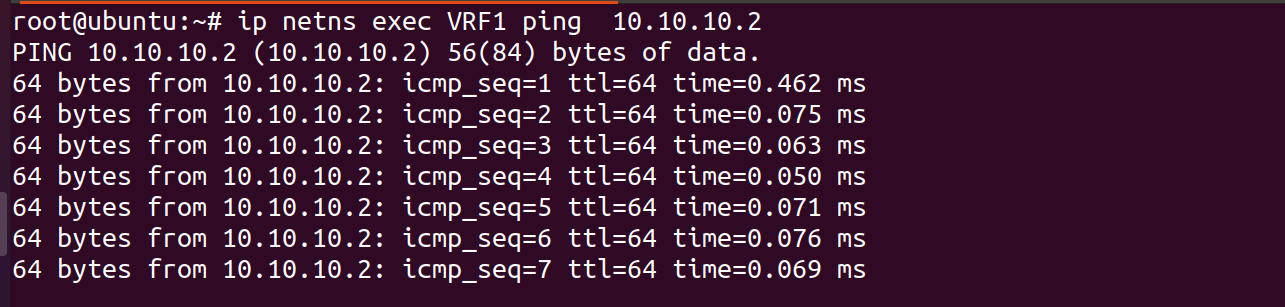 root@ubuntu:~# ip netns exec VRF1 ping  10.10.10.2
PING 10.10.10.2 (10.10.10.2) 56(84) bytes of data.
64 bytes from 10.10.10.2: icmp_seq=1 ttl=64 time=0.462 ms
64 bytes from 10.10.10.2: icmp_seq=2 ttl=64 time=0.075 ms
64 bytes from 10.10.10.2: icmp_seq=3 ttl=64 time=0.063 ms
64 bytes from 10.10.10.2: icmp_seq=4 ttl=64 time=0.050 ms
64 bytes from 10.10.10.2: icmp_seq=5 ttl=64 time=0.071 ms
64 bytes from 10.10.10.2: icmp_seq=6 ttl=64 time=0.076 ms
64 bytes from 10.10.10.2: icmp_seq=7 ttl=64 time=0.069 ms